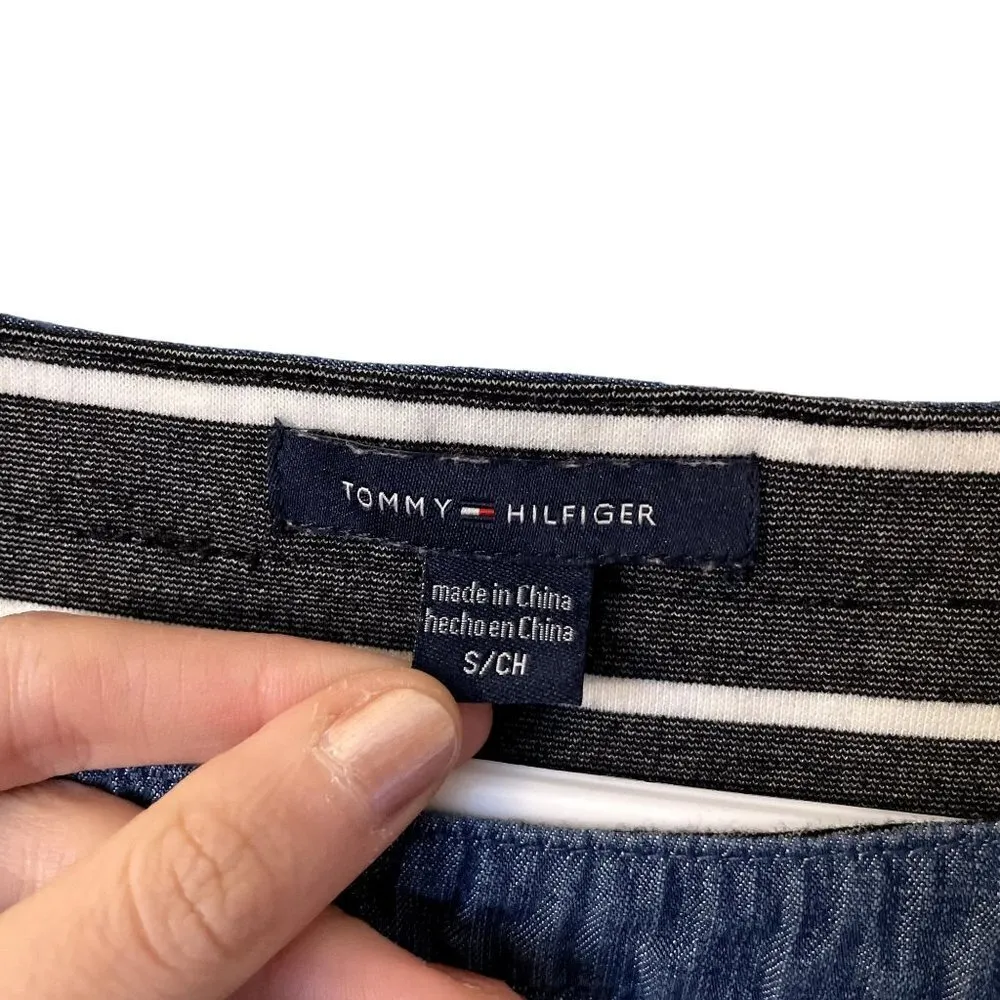 TOMMY HILFIGER
made in China
hecho en China
S/CH